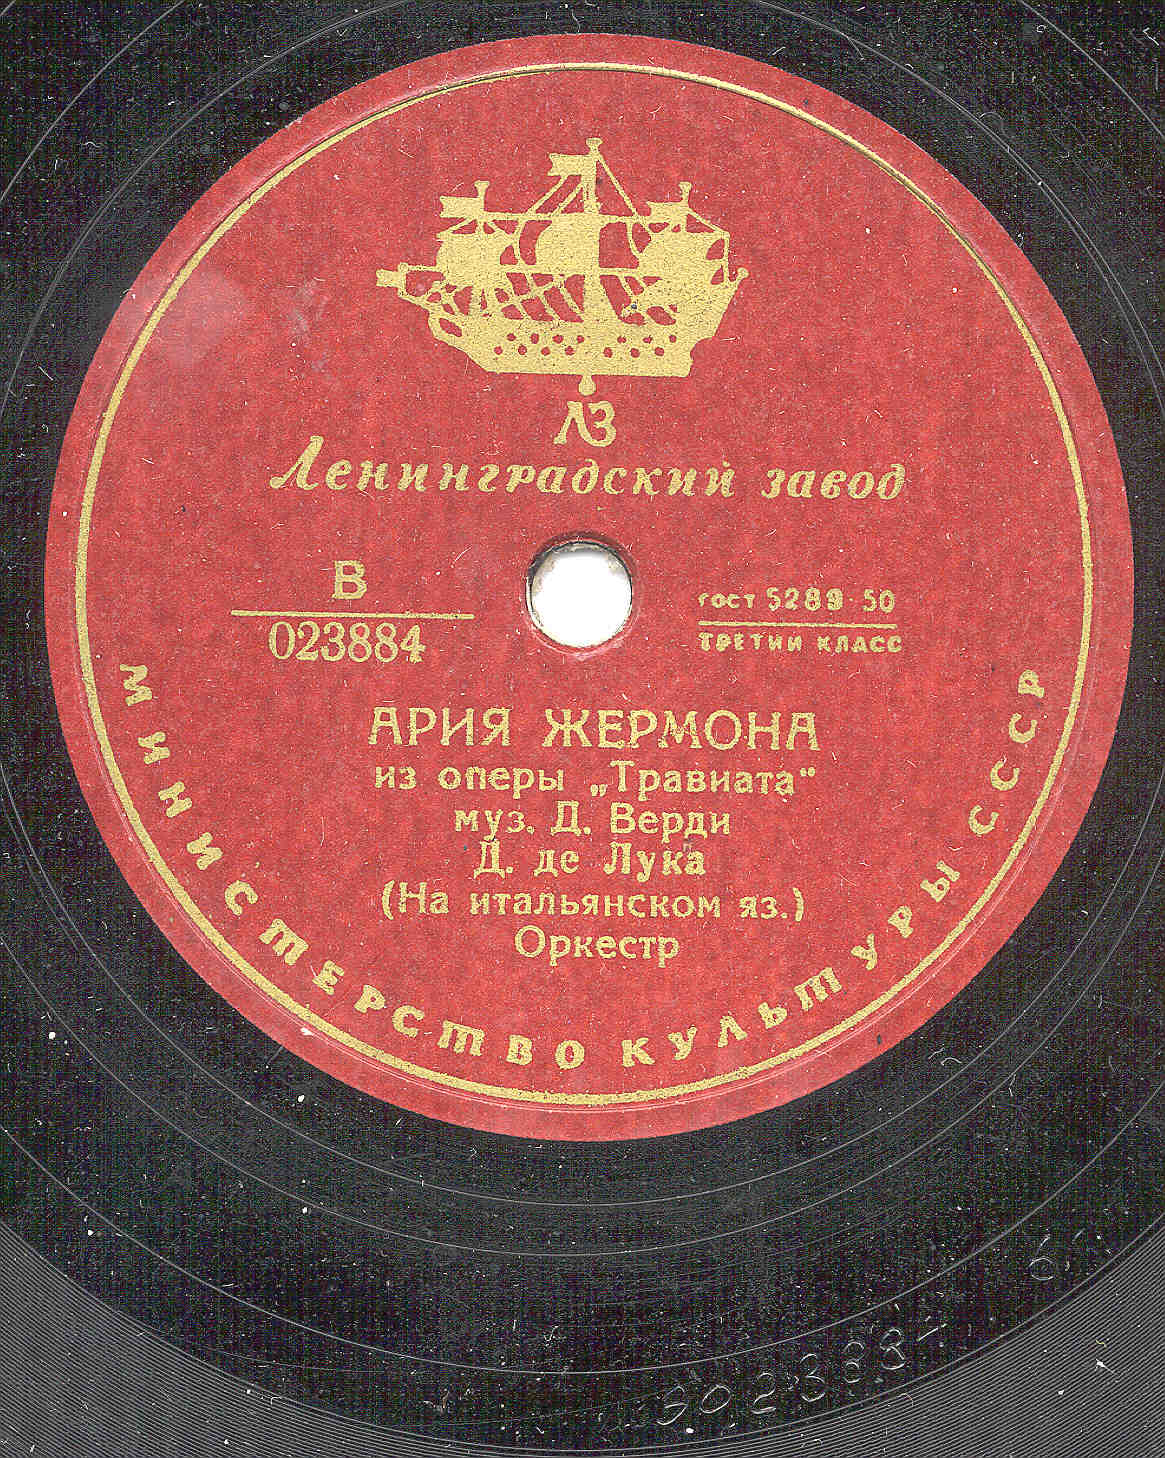 ЛЗ
Ленинградский завод
В
023884
ГОСТ 5289-50
ТРЕТИЙ КЛАСС
АРИЯ ЖЕРМОНА
из оперы „Травиата“
муз. Д. Верди
Д. де Лука
(На итальянском яз.)
Оркестр
МИНИСТЕРСТВО КУЛЬТУРЫ СССР